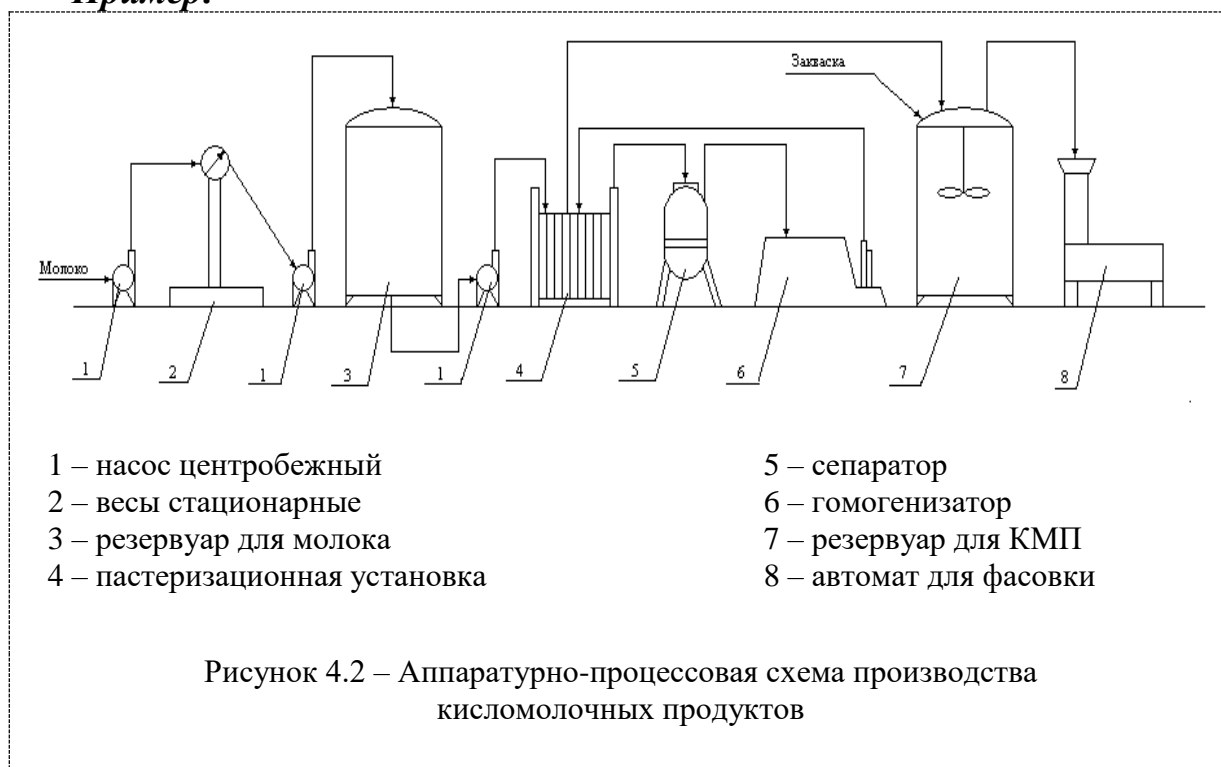 Пример:
Закваска
Молоко
1 2 1 3 1 4 5 6 7 8
1 – насос центробежный
2 – весы стационарные
3 – резервуар для молока
4 – пастеризационная установка
5 – сепаратор
6 – гомогенизатор
7 – резервуар для КМП
8 – автомат для фасовки
Рисунок 4.2 – Аппаратурно-процессовая схема производства
кисломолочных продуктов